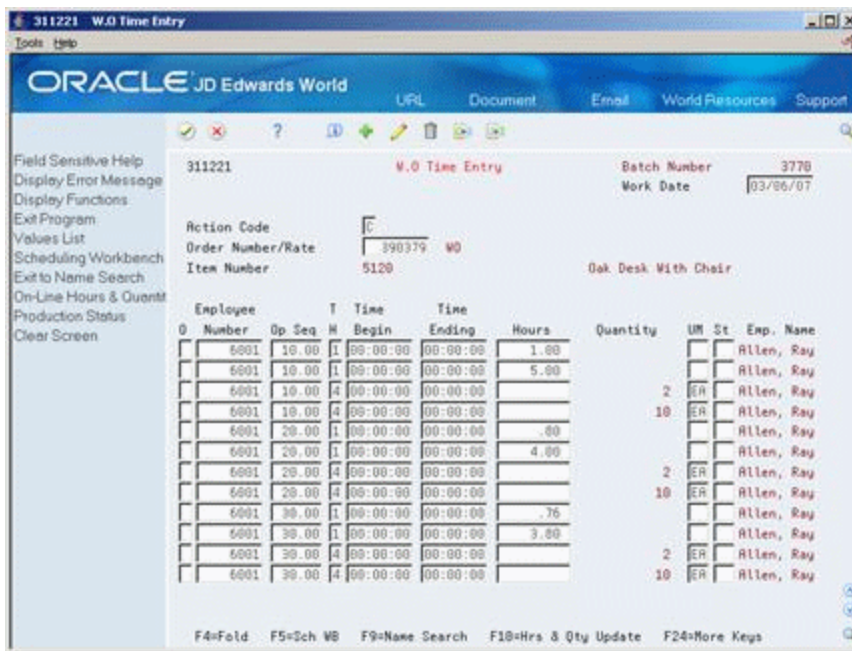 311221 W.O Time Entry
Tools Help
ORACLE JD Edwards World
URL Document Email World Resources Support
Field Sensitive Help
Display Error Message
Display Functions
Exit Program
Values List
Scheduling Workbench
Exit to Name Search
On-Line Hours & Quantit
Production Status
Clear Screen
311221 W.O Time Entry Batch Number 3770
Work Date 03/06/07
Action Code C
Order Number/Rate 390379 WO
Item Number 5120 Oak Desk With Chair
Employee T Time Time
O Number Op Seq H Begin Ending Hours Quantity UM St Emp. Name
6001 10.00 1 00:00:00 00:00:00 1.00 Allen, Ray
6001 10.00 1 00:00:00 00:00:00 5.00 Allen, Ray
6001 10.00 4 00:00:00 00:00:00 2 EA Allen, Ray
6001 10.00 4 00:00:00 00:00:00 10 EA Allen, Ray
6001 20.00 1 00:00:00 00:00:00 .80 Allen, Ray
6001 20.00 1 00:00:00 00:00:00 4.00 Allen, Ray
6001 20.00 4 00:00:00 00:00:00 2 EA Allen, Ray
6001 20.00 4 00:00:00 00:00:00 10 EA Allen, Ray
6001 30.00 1 00:00:00 00:00:00 .76 Allen, Ray
6001 30.00 1 00:00:00 00:00:00 3.80 Allen, Ray
6001 30.00 4 00:00:00 00:00:00 2 EA Allen, Ray
6001 30.00 4 00:00:00 00:00:00 10 EA Allen, Ray
F4=Fold F5=Sch WB F9=Name Search F18=Hrs & Qty Update F24=More Keys